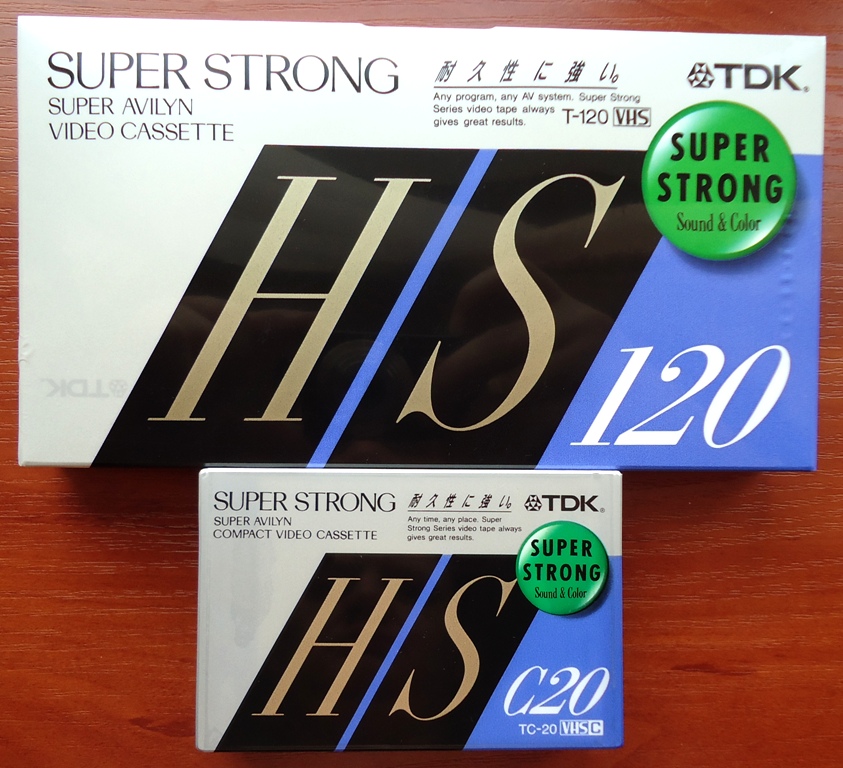 SUPER STRONG
SUPER AVILYN
VIDEO CASSETTE
耐久性に強い。
Any program, any AV system. Super Strong
Series video tape always
gives great results.
T-120 VHS
TDK
SUPER
STRONG
Sound & Color
HS
120
TDK
SUPER STRONG
SUPER AVILYN
COMPACT VIDEO CASSETTE
耐久性に強い。
Any time, any place. Super
Strong Series video tape always
gives great results.
TDK
SUPER
STRONG
Sound & Color
HS
C20
TC-20 VHS C